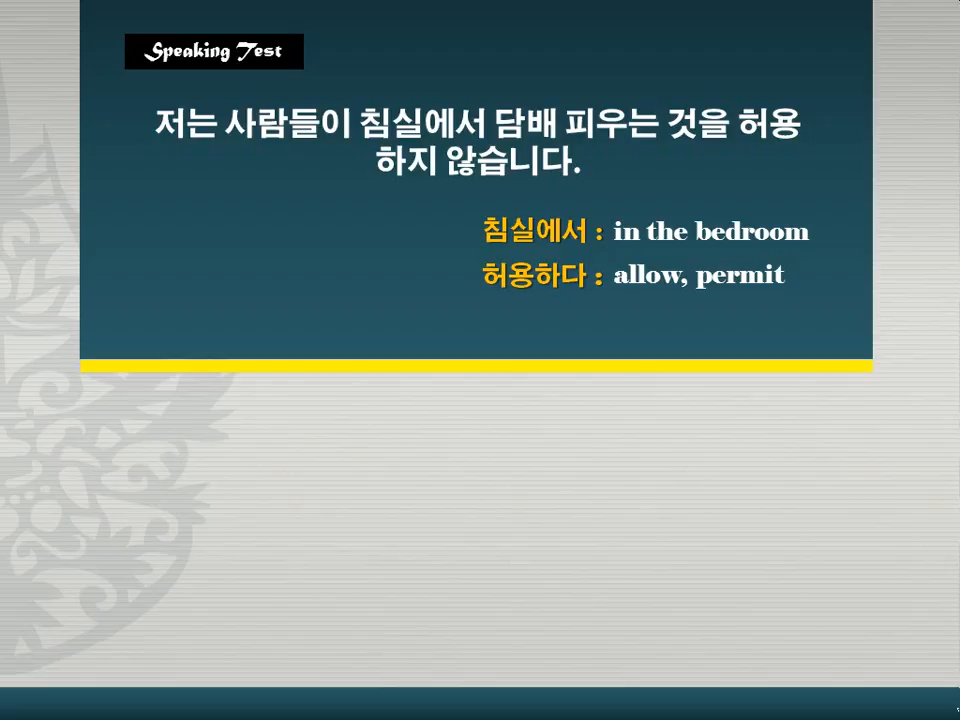 Speaking Test
저는 사람들이 침실에서 담배 피우는 것을 허용
하지 않습니다.
침실에서 : in the bedroom
허용하다 : allow, permit